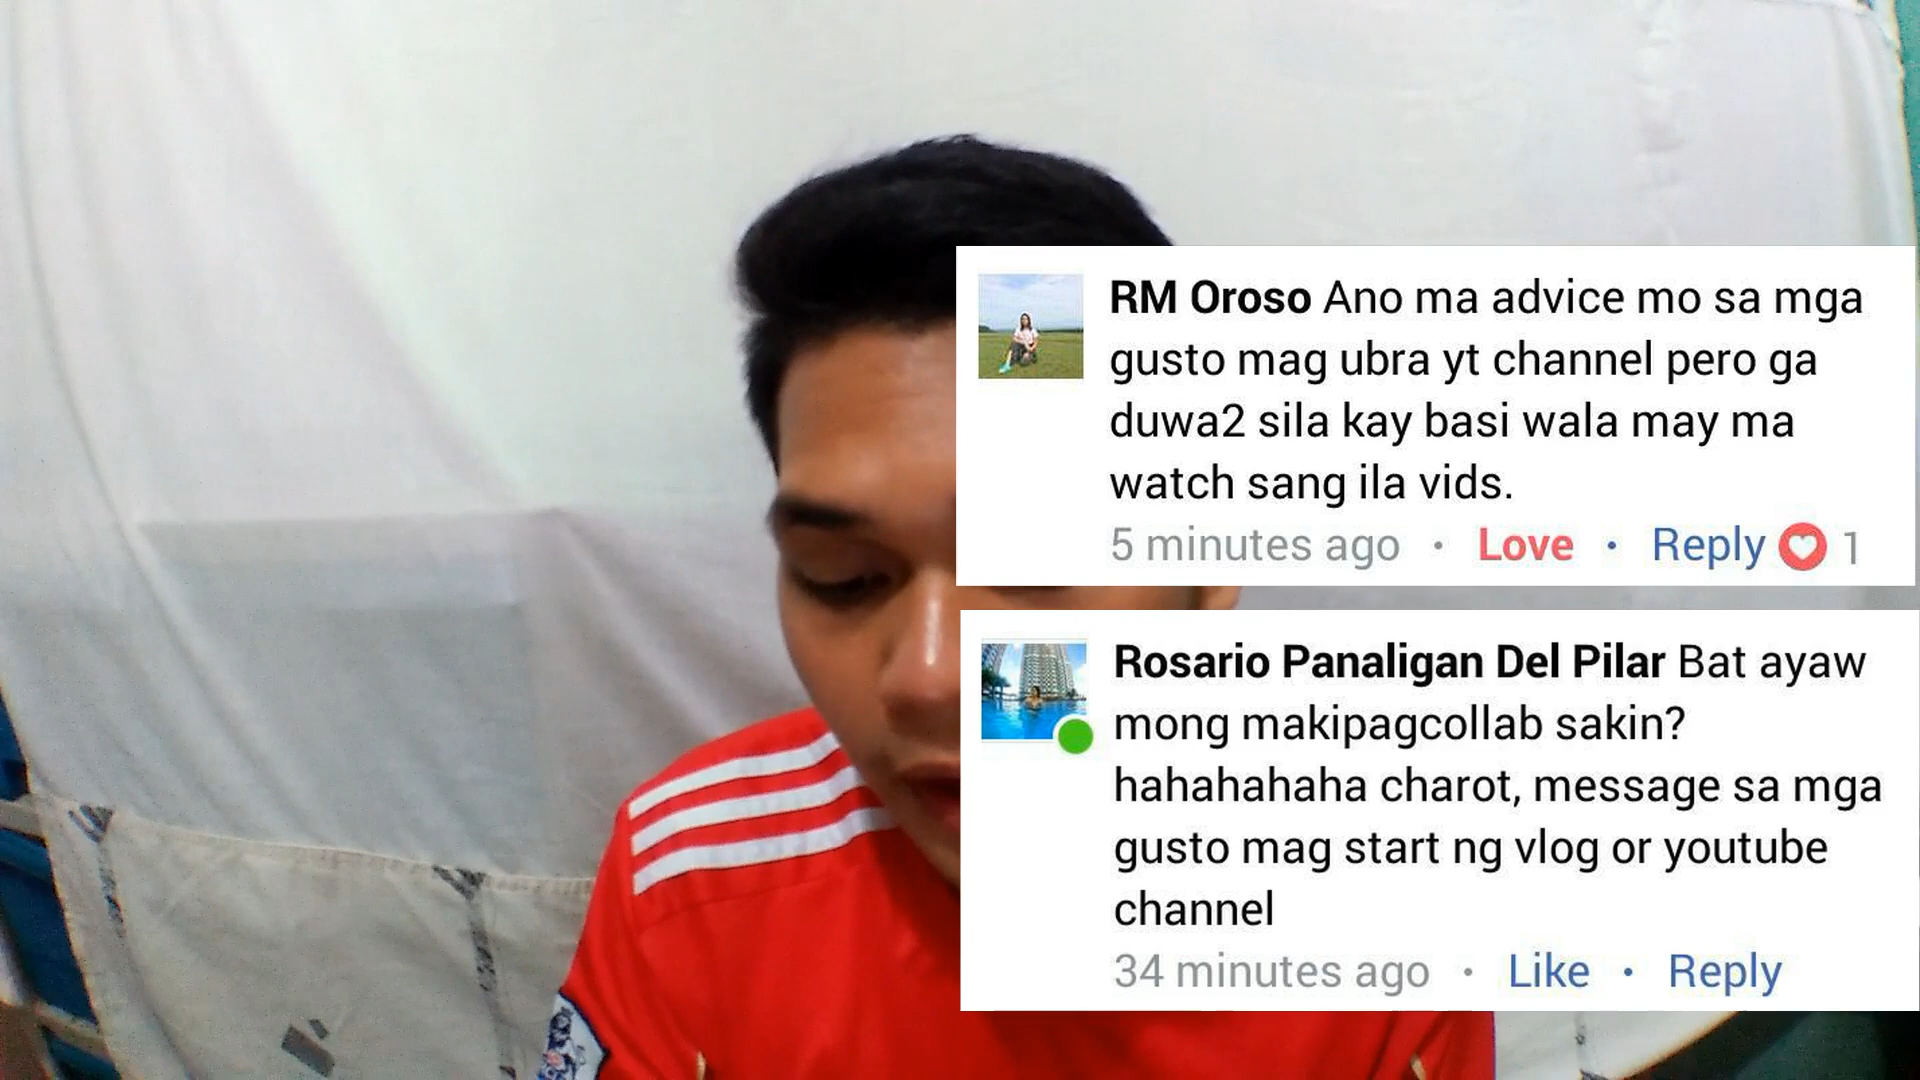 RM Oroso Ano ma advice mo sa mga
gusto mag ubra yt channel pero ga
duwa2 sila kay basi wala may ma
watch sang ila vids.
5 minutes ago · Love · Reply 1
Rosario Panaligan Del Pilar Bat ayaw
mong makipagcollab sakin?
hahahahaha charot, message sa mga
gusto mag start ng vlog or youtube
channel
34 minutes ago · Like · Reply